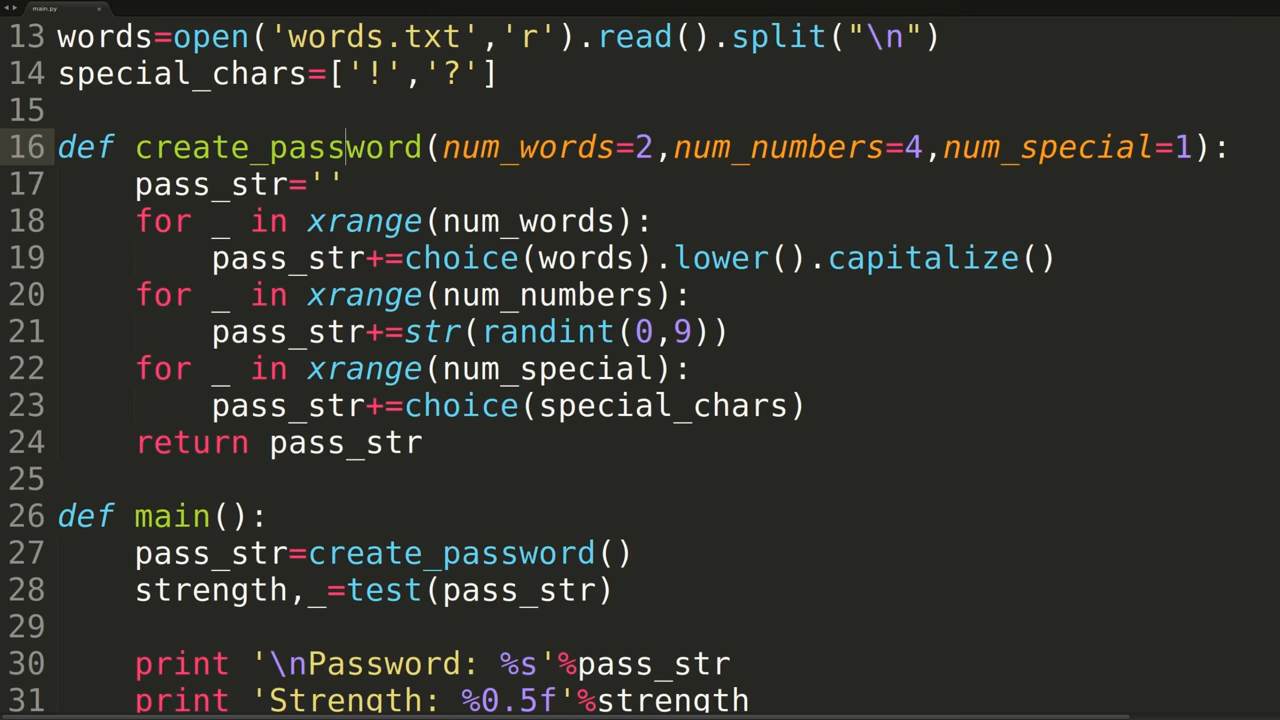 main.py
13 words=open('words.txt','r').read().split("\n")
14 special_chars=['!','?']
15
16 def create_password(num_words=2,num_numbers=4,num_special=1):
17     pass_str=''
18     for _ in xrange(num_words):
19         pass_str+=choice(words).lower().capitalize()
20     for _ in xrange(num_numbers):
21         pass_str+=str(randint(0,9))
22     for _ in xrange(num_special):
23         pass_str+=choice(special_chars)
24     return pass_str
25
26 def main():
27     pass_str=create_password()
28     strength,_=test(pass_str)
29
30     print '\nPassword: %s'%pass_str
31     print 'Strength: %0.5f'%strength